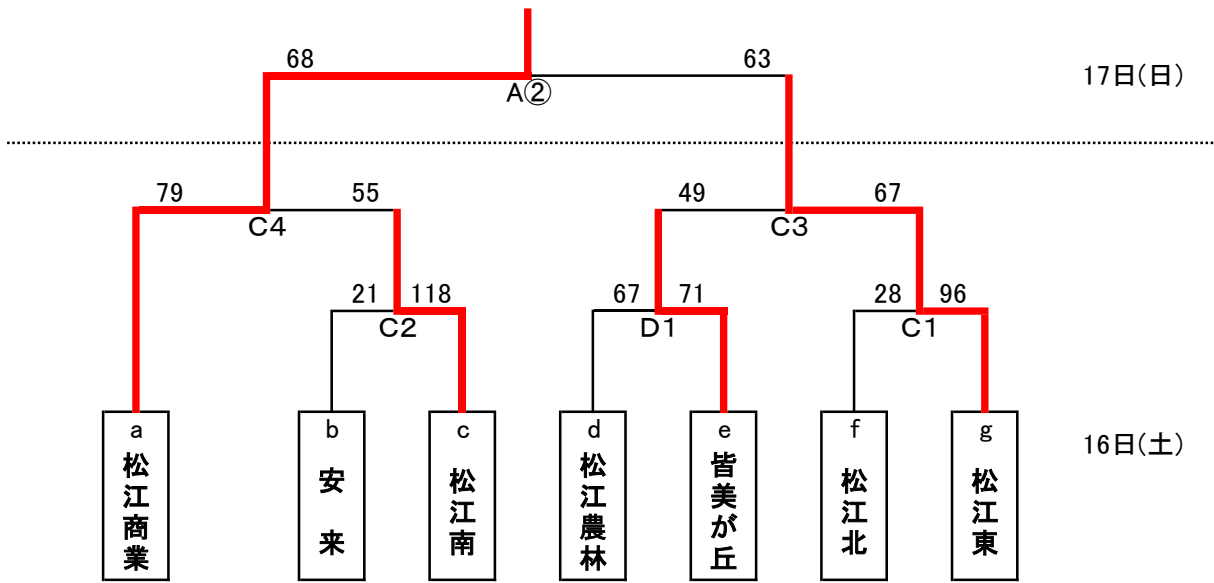 68 63
A② 17日(日)
79 55 49 67
C4 C3
21 118 67 71 28 96
C2 D1 C1
a b c d e f g
16日(土)
松江商業
安来
松江南
松江農林
皆美が丘
松江北
松江東